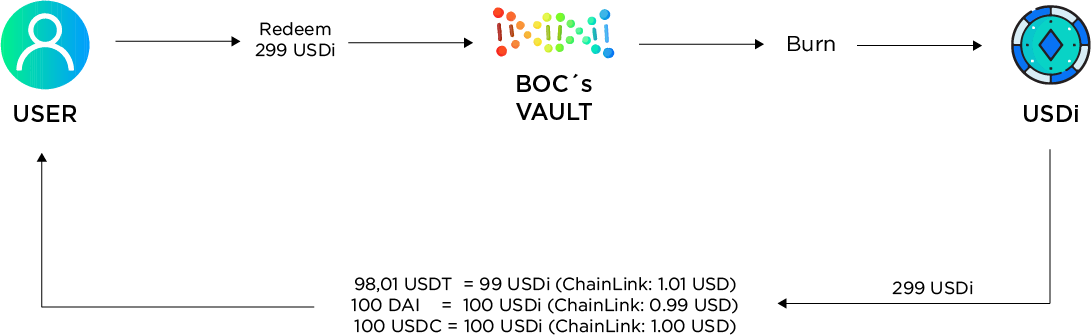 Redeem
299 USDi
Burn
BOC´s
VAULT
USER
USDi
299 USDi
98,01 USDT = 99 USDi (ChainLink: 1.01 USD)
100 DAI = 100 USDi (ChainLink: 0.99 USD)
100 USDC = 100 USDi (ChainLink: 1.00 USD)